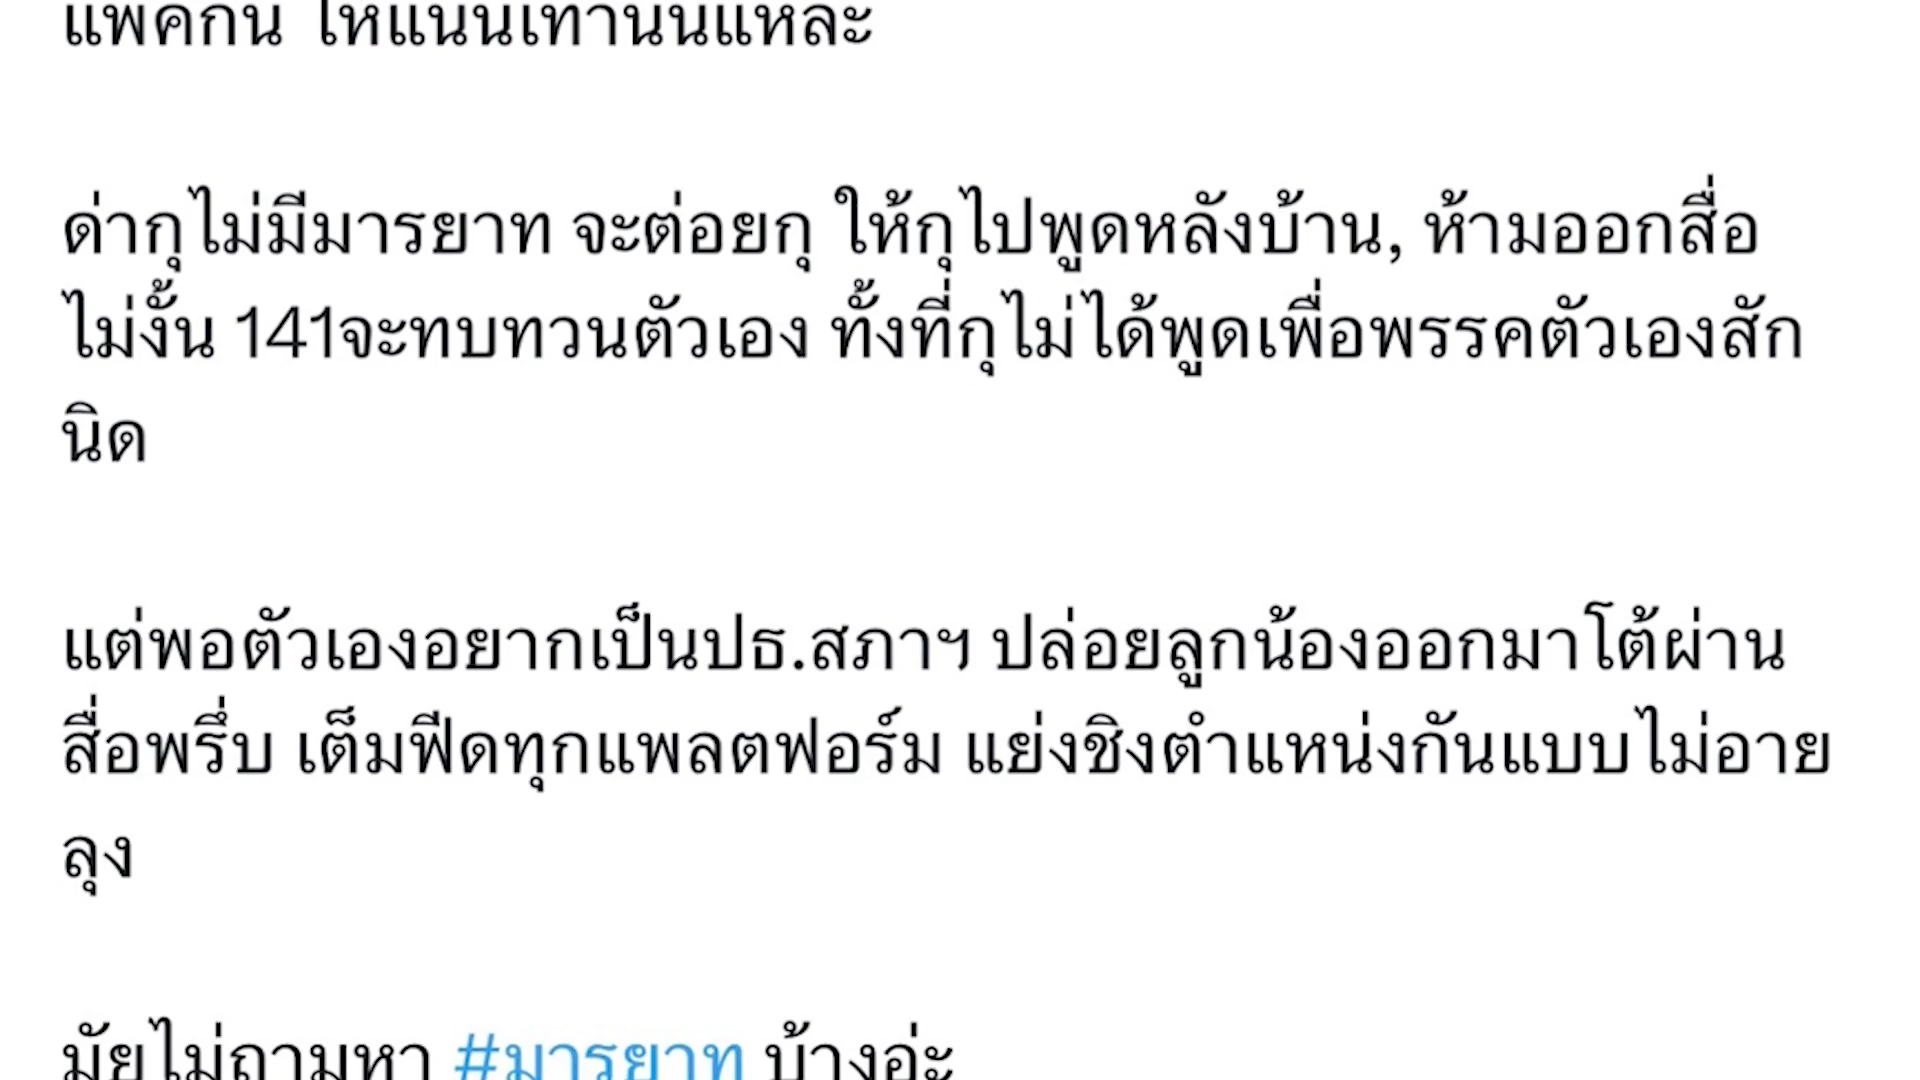 แพ็คกัน ให้แน่นเท่านั้นแหละ
ด่ากุไม่มีมารยาท จะต่อยกุ ให้กุไปพูดหลังบ้าน, ห้ามออกสื่อ
ไม่งั้น 141จะทบทวนตัวเอง ทั้งที่กุไม่ได้พูดเพื่อพรรคตัวเองสัก
นิด
แต่พอตัวเองอยากเป็นปธ.สภาฯ ปล่อยลูกน้องออกมาโต้ผ่าน
สื่อพรึ่บ เต็มฟีดทุกแพลตฟอร์ม แย่งชิงตำแหน่งกันแบบไม่อาย
ลุง
มัยไม่ถามหา #มารยาท บ้างอ่ะ